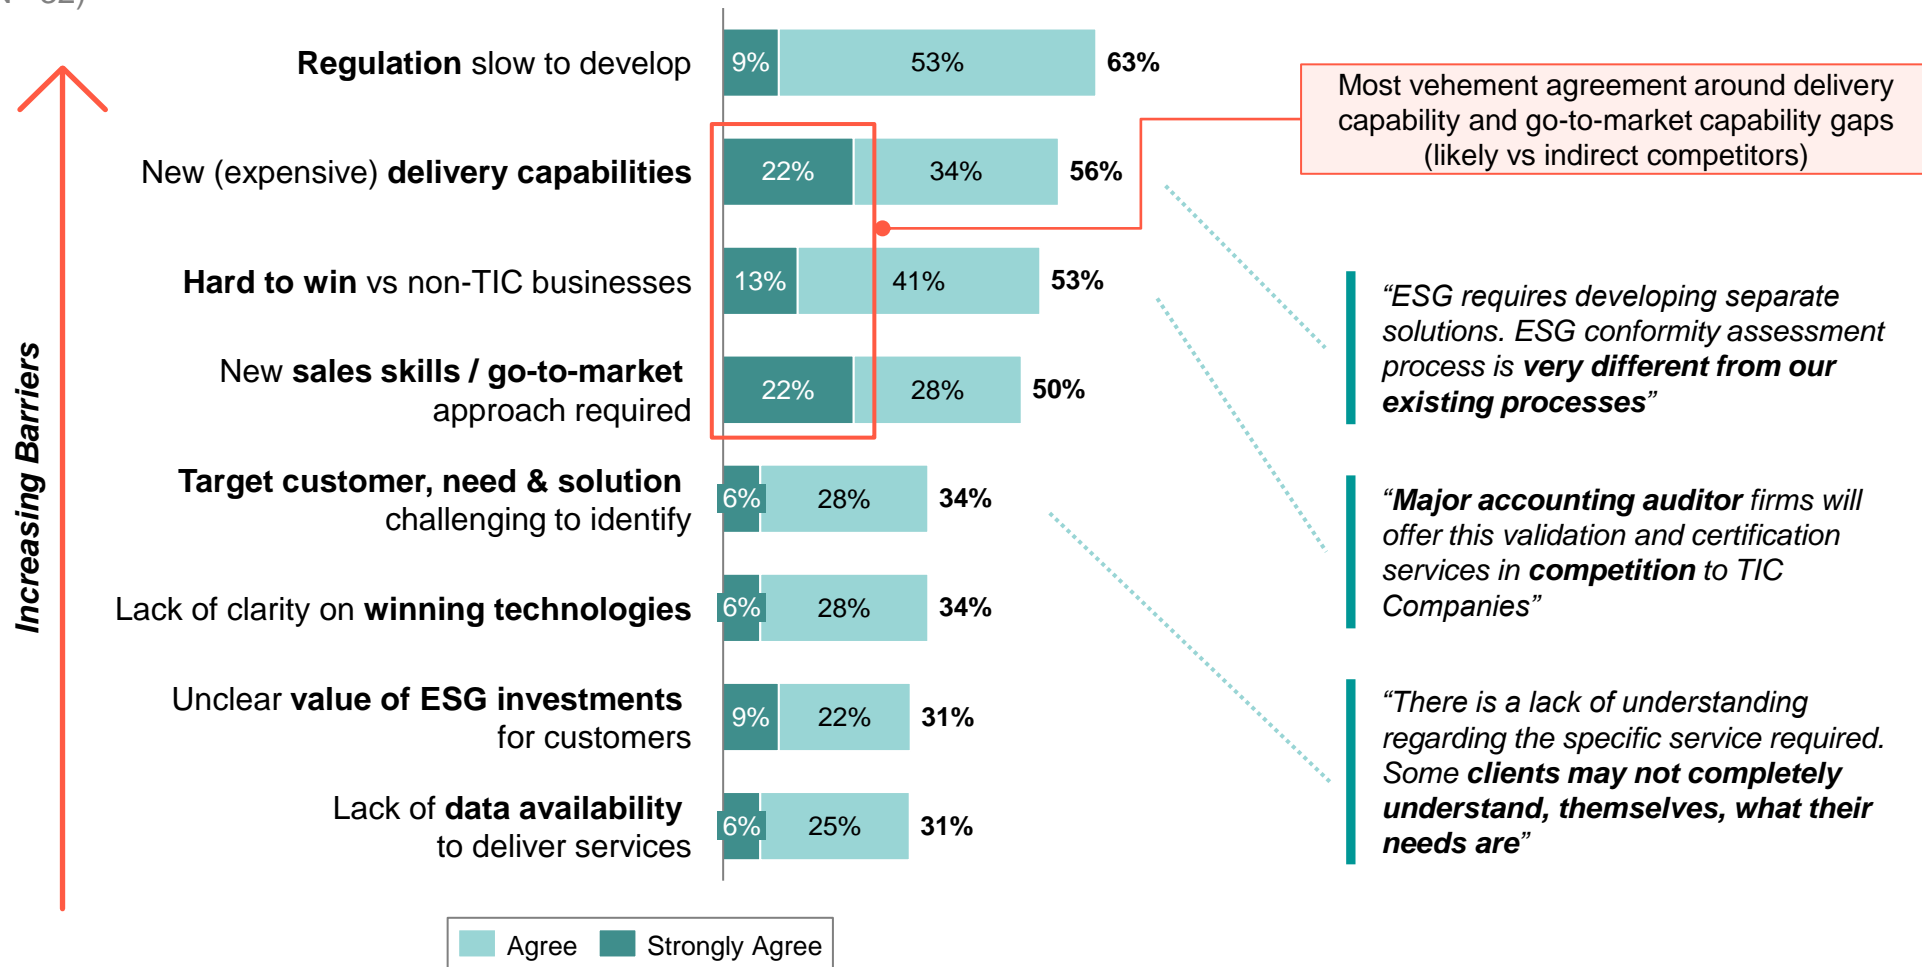 Regulation slow to develop
9%
53%
63%
New (expensive) delivery capabilities
22%
34%
56%
Hard to win vs non-TIC businesses
13%
41%
53%
New sales skills / go-to-market
approach required
22%
28%
50%
Target customer, need & solution
challenging to identify
6%
28%
34%
Lack of clarity on winning technologies
6%
28%
34%
Unclear value of ESG investments
for customers
9%
22%
31%
Lack of data availability
to deliver services
6%
25%
31%
Increasing Barriers
Agree
Strongly Agree
Most vehement agreement around delivery
capability and go-to-market capability gaps
(likely vs indirect competitors)
“ESG requires developing separate
solutions. ESG conformity assessment
process is very different from our
existing processes”
“Major accounting auditor firms will
offer this validation and certification
services in competition to TIC
Companies”
“There is a lack of understanding
regarding the specific service required.
Some clients may not completely
understand, themselves, what their
needs are”